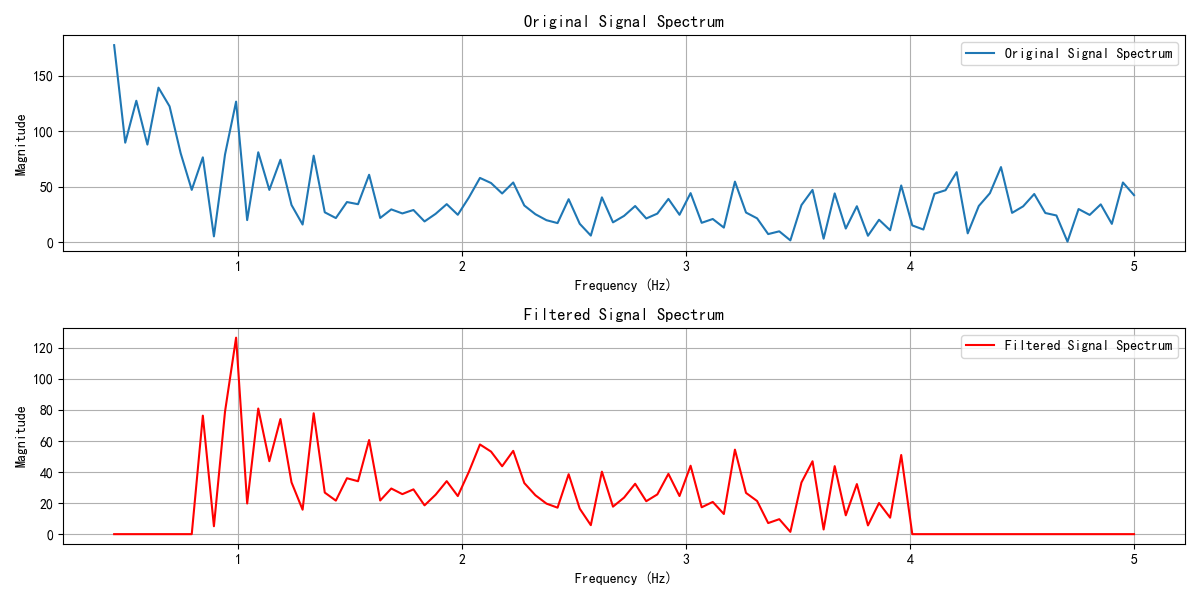 Original Signal Spectrum
Original Signal Spectrum
Magnitude
150
100
50
0
1 2 3 4 5
Frequency (Hz)
Filtered Signal Spectrum
Filtered Signal Spectrum
Magnitude
120
100
80
60
40
20
0
1 2 3 4 5
Frequency (Hz)